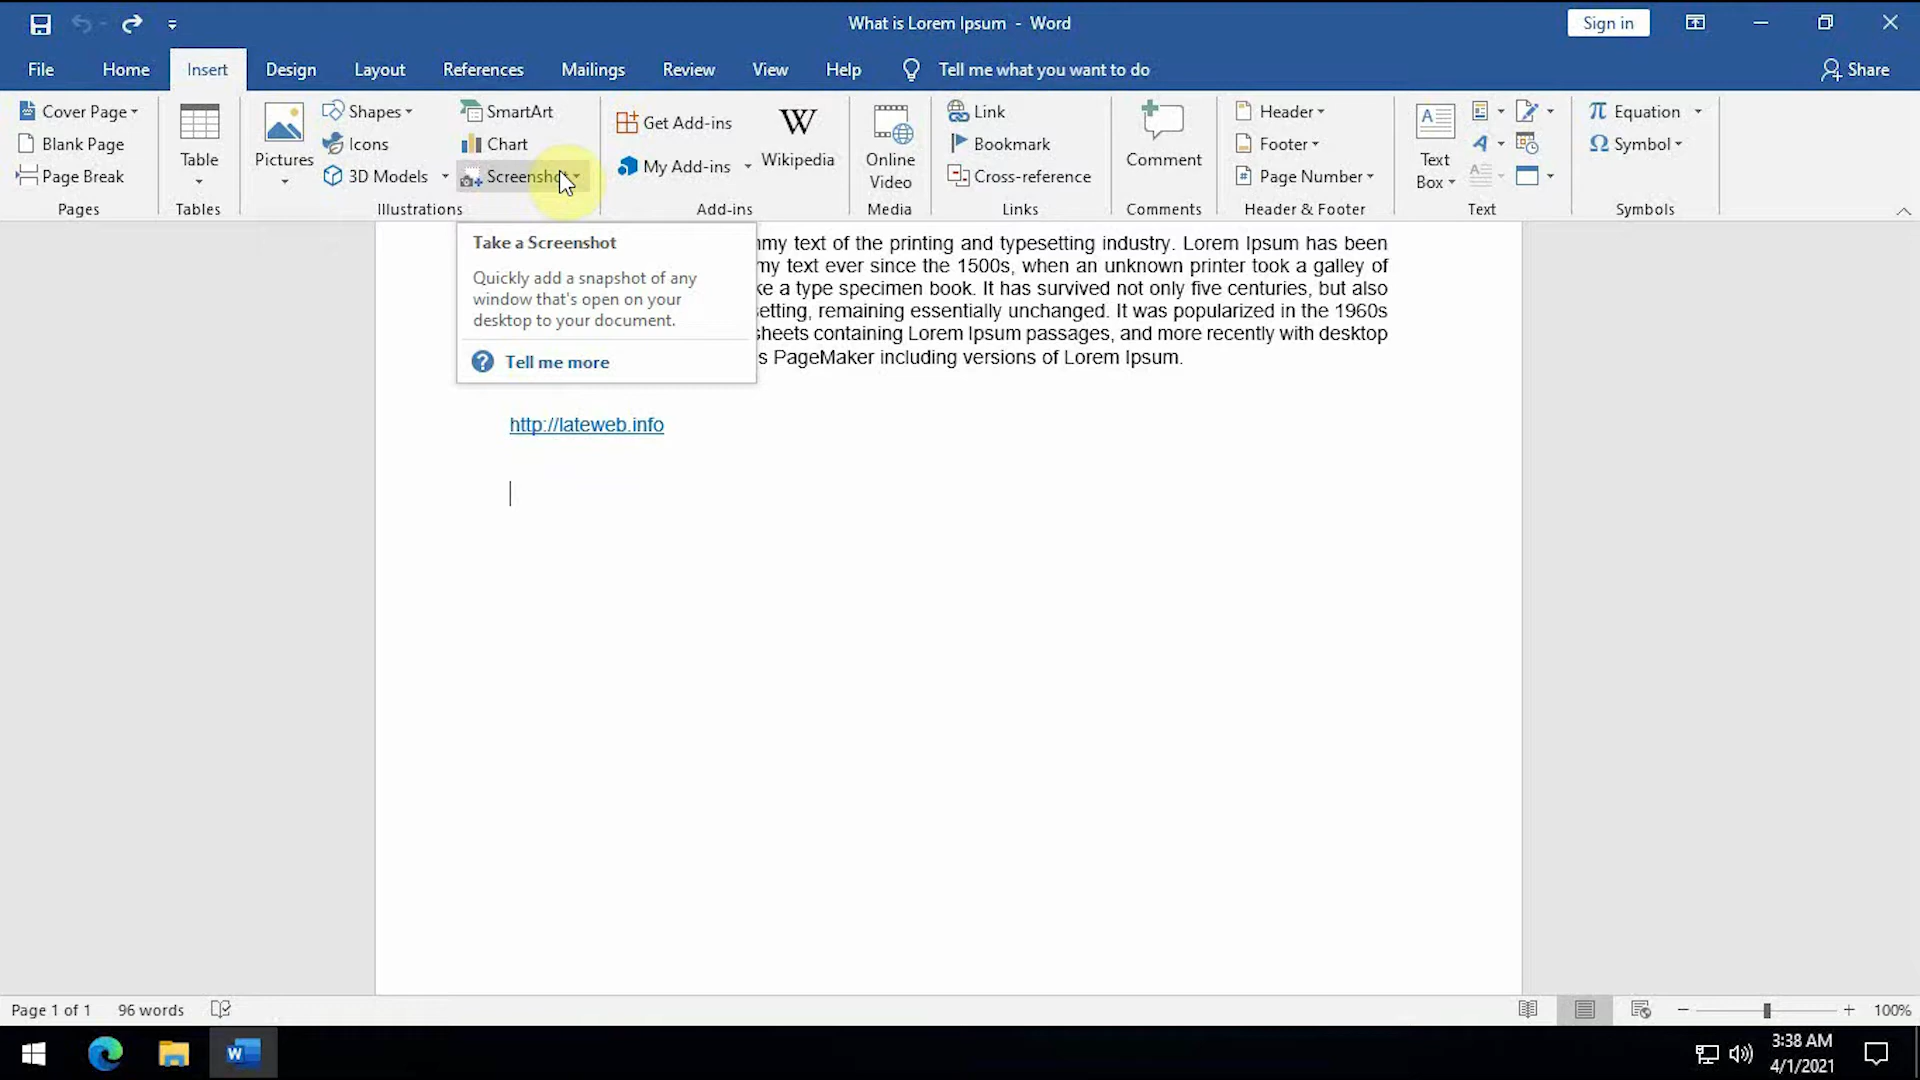 What is Lorem Ipsum - Word
Sign in
File Home Insert Design Layout References Mailings Review View Help Tell me what you want to do Share
Cover Page
Blank Page
Page Break
Pages
Table
Tables
Pictures
Shapes
Icons
3D Models
SmartArt
Chart
Screenshot
Illustrations
Get Add-ins
My Add-ins
W
Wikipedia
Add-ins
Online
Video
Media
Link
Bookmark
Cross-reference
Links
Comment
Comments
Header
Footer
# Page Number
Header & Footer
A
Text
Box
A
Text
π Equation
Ω Symbol
Symbols
Take a Screenshot
Quickly add a snapshot of any
window that's open on your
desktop to your document.
? Tell me more
mmy text of the printing and typesetting industry. Lorem Ipsum has been
my text ever since the 1500s, when an unknown printer took a galley of
ke a type specimen book. It has survived not only five centuries, but also
setting, remaining essentially unchanged. It was popularized in the 1960s
sheets containing Lorem Ipsum passages, and more recently with desktop
s PageMaker including versions of Lorem Ipsum.
http://lateweb.info
Page 1 of 1 96 words
100%
W
3:38 AM
4/1/2021